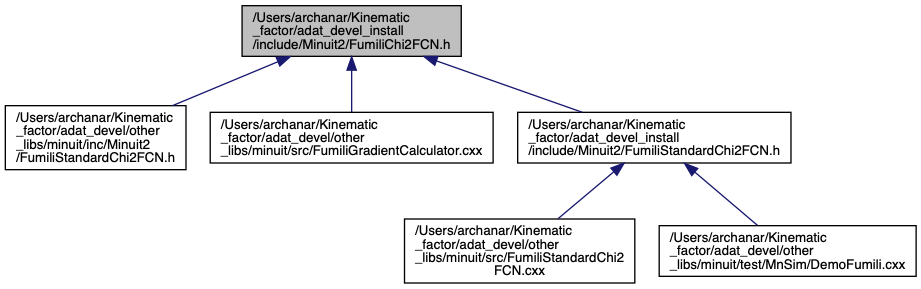 /Users/archanar/Kinematic
_factor/adat_devel_install
/include/Minuit2/FumiliChi2FCN.h
/Users/archanar/Kinematic
_factor/adat_devel/other
_libs/minuit/inc/Minuit2
/FumiliStandardChi2FCN.h
/Users/archanar/Kinematic
_factor/adat_devel/other
_libs/minuit/src/FumiliGradientCalculator.cxx
/Users/archanar/Kinematic
_factor/adat_devel_install
/include/Minuit2/FumiliStandardChi2FCN.h
/Users/archanar/Kinematic
_factor/adat_devel/other
_libs/minuit/src/FumiliStandardChi2
FCN.cxx
/Users/archanar/Kinematic
_factor/adat_devel/other
_libs/minuit/test/MnSim/DemoFumili.cxx